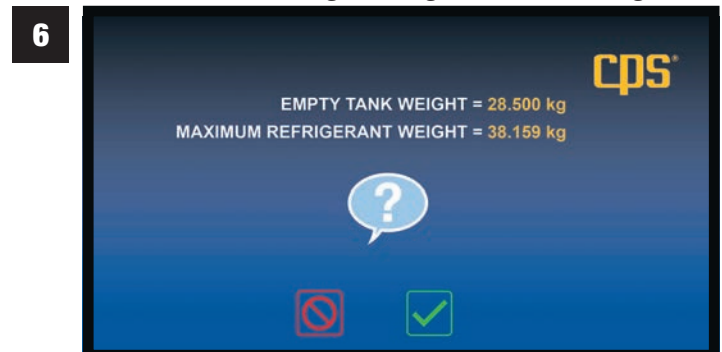 6
cps®
EMPTY TANK WEIGHT = 28.500 kg
MAXIMUM REFRIGERANT WEIGHT = 38.159 kg
?